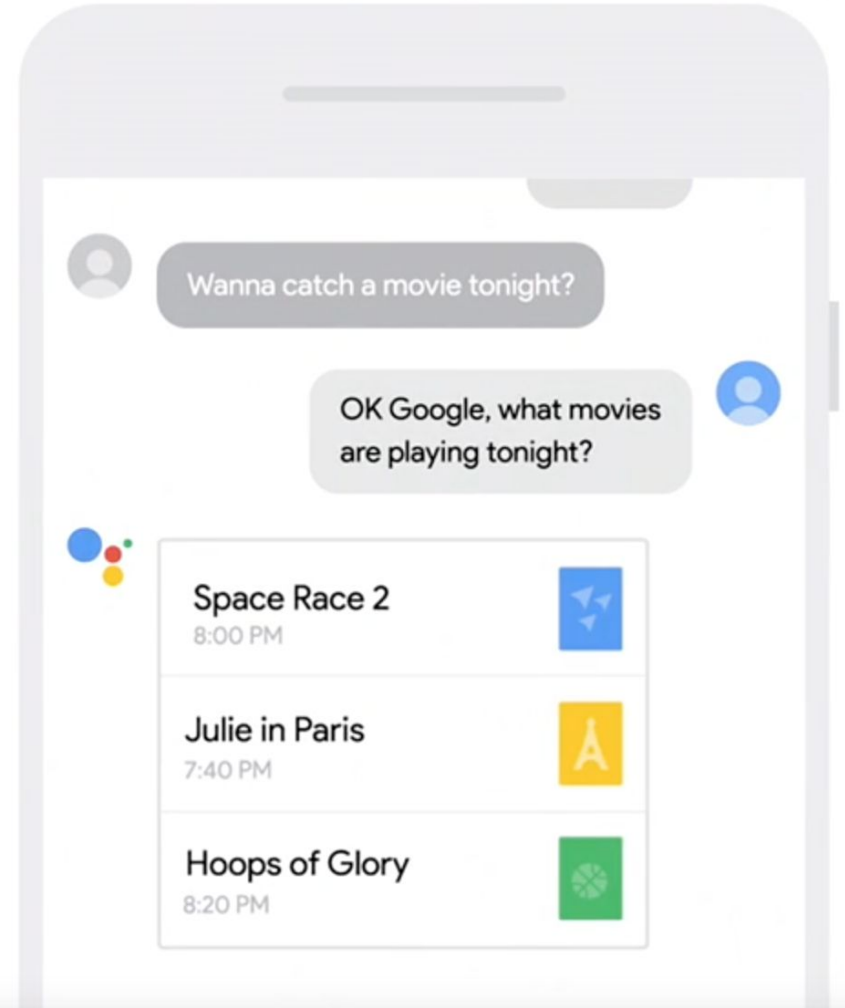 Wanna catch a movie tonight?
OK Google, what movies
are playing tonight?
Space Race 2
8:00 PM
Julie in Paris
7:40 PM
Hoops of Glory
8:20 PM